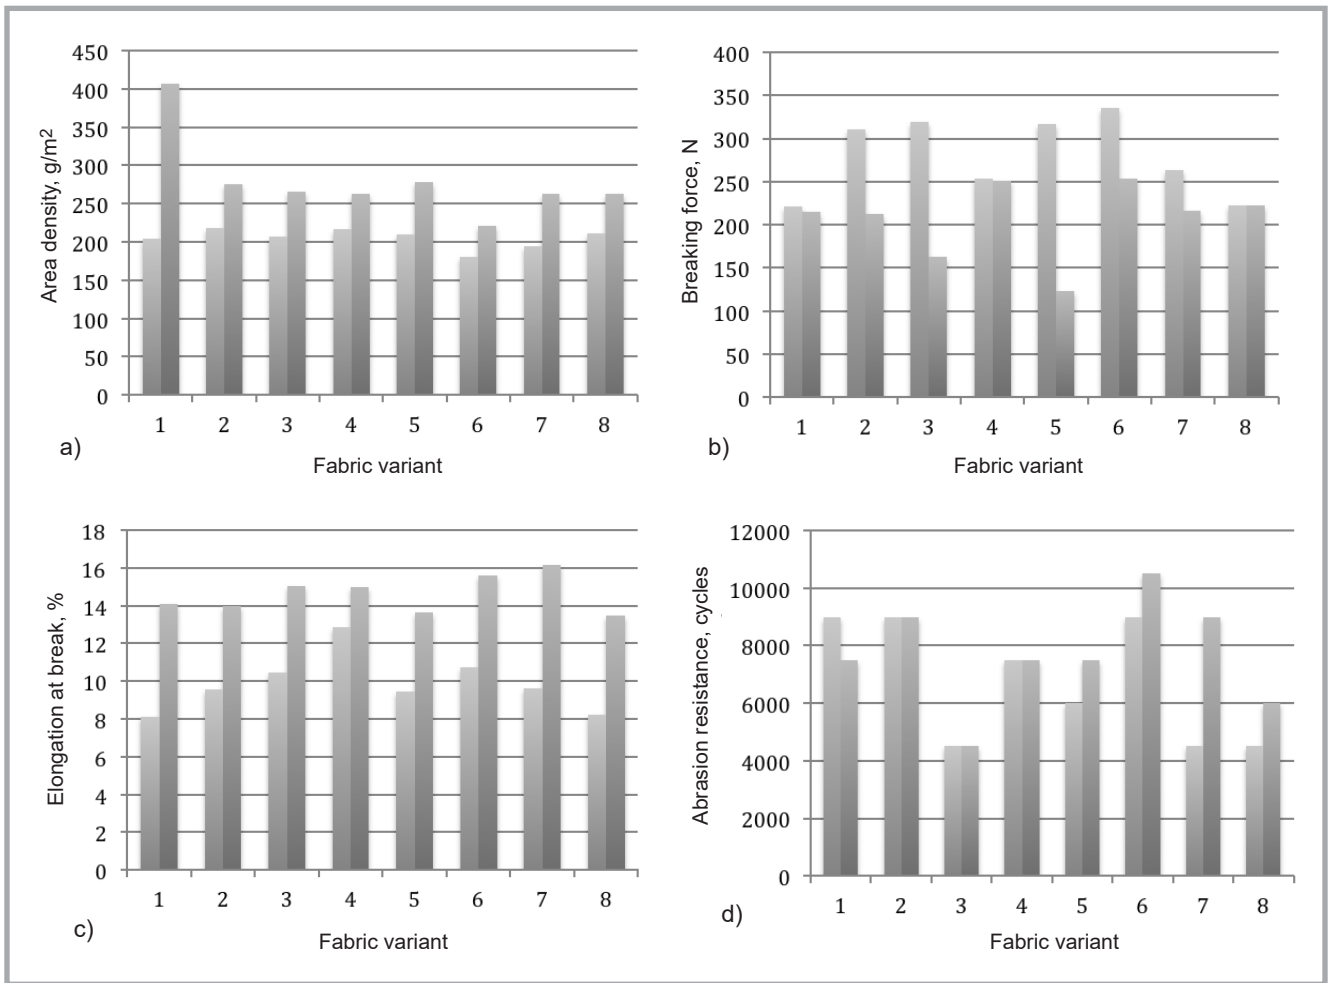 450
400
350
300
250
200
150
100
50
0
Area density, g/m2
1 2 3 4 5 6 7 8
a)
Fabric variant
400
350
300
250
200
150
100
50
0
Breaking force, N
1 2 3 4 5 6 7 8
b)
Fabric variant
18
16
14
12
10
8
6
4
2
0
Elongation at break, %
1 2 3 4 5 6 7 8
c)
Fabric variant
12000
10000
8000
6000
4000
2000
0
Abrasion resistance, cycles
1 2 3 4 5 6 7 8
d)
Fabric variant